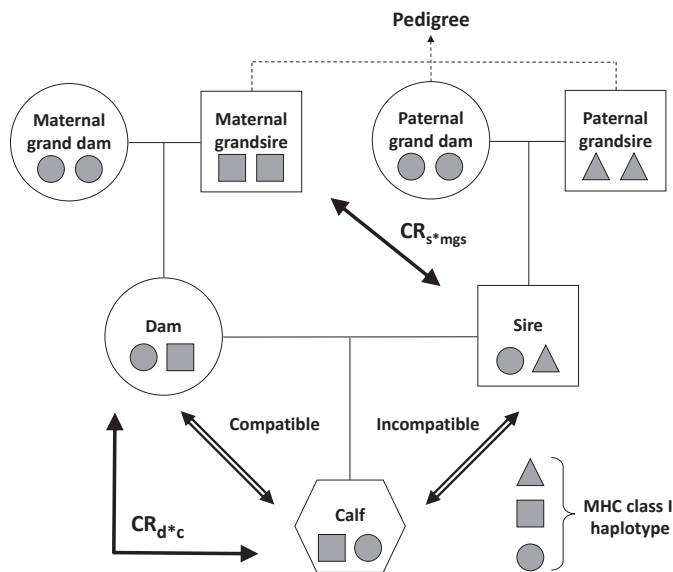 Pedigree
Maternal
grand dam
Maternal
grandsire
Paternal
grand dam
Paternal
grandsire
CRs*mgs
Dam
Sire
Compatible
Incompatible
CRd*c
Calf
MHC class I
haplotype